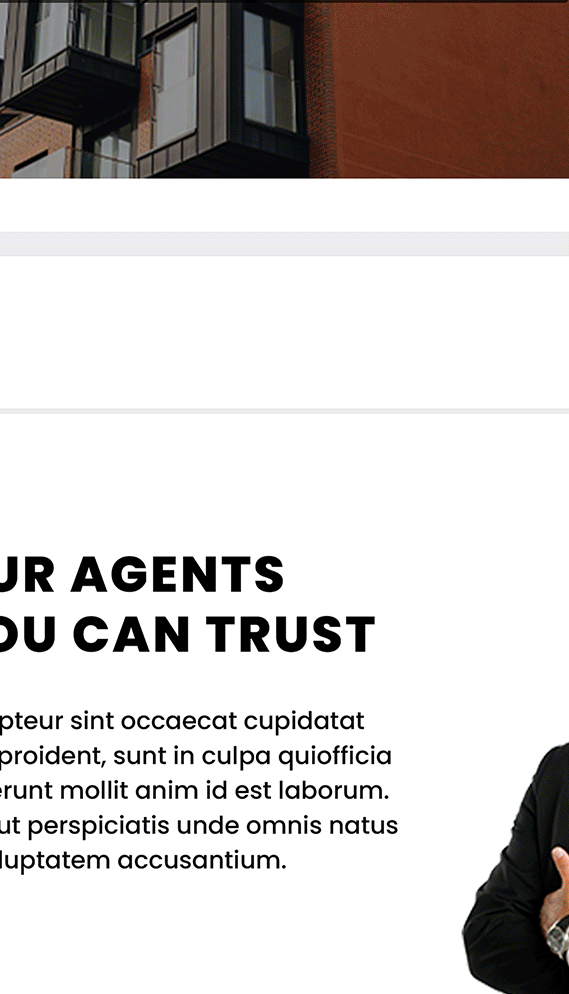 UR AGENTS
OU CAN TRUST
pteur sint occaecat cupidatat
proident, sunt in culpa quiofficia
erunt mollit anim id est laborum.
ut perspiciatis unde omnis natus
luptatem accusantium.